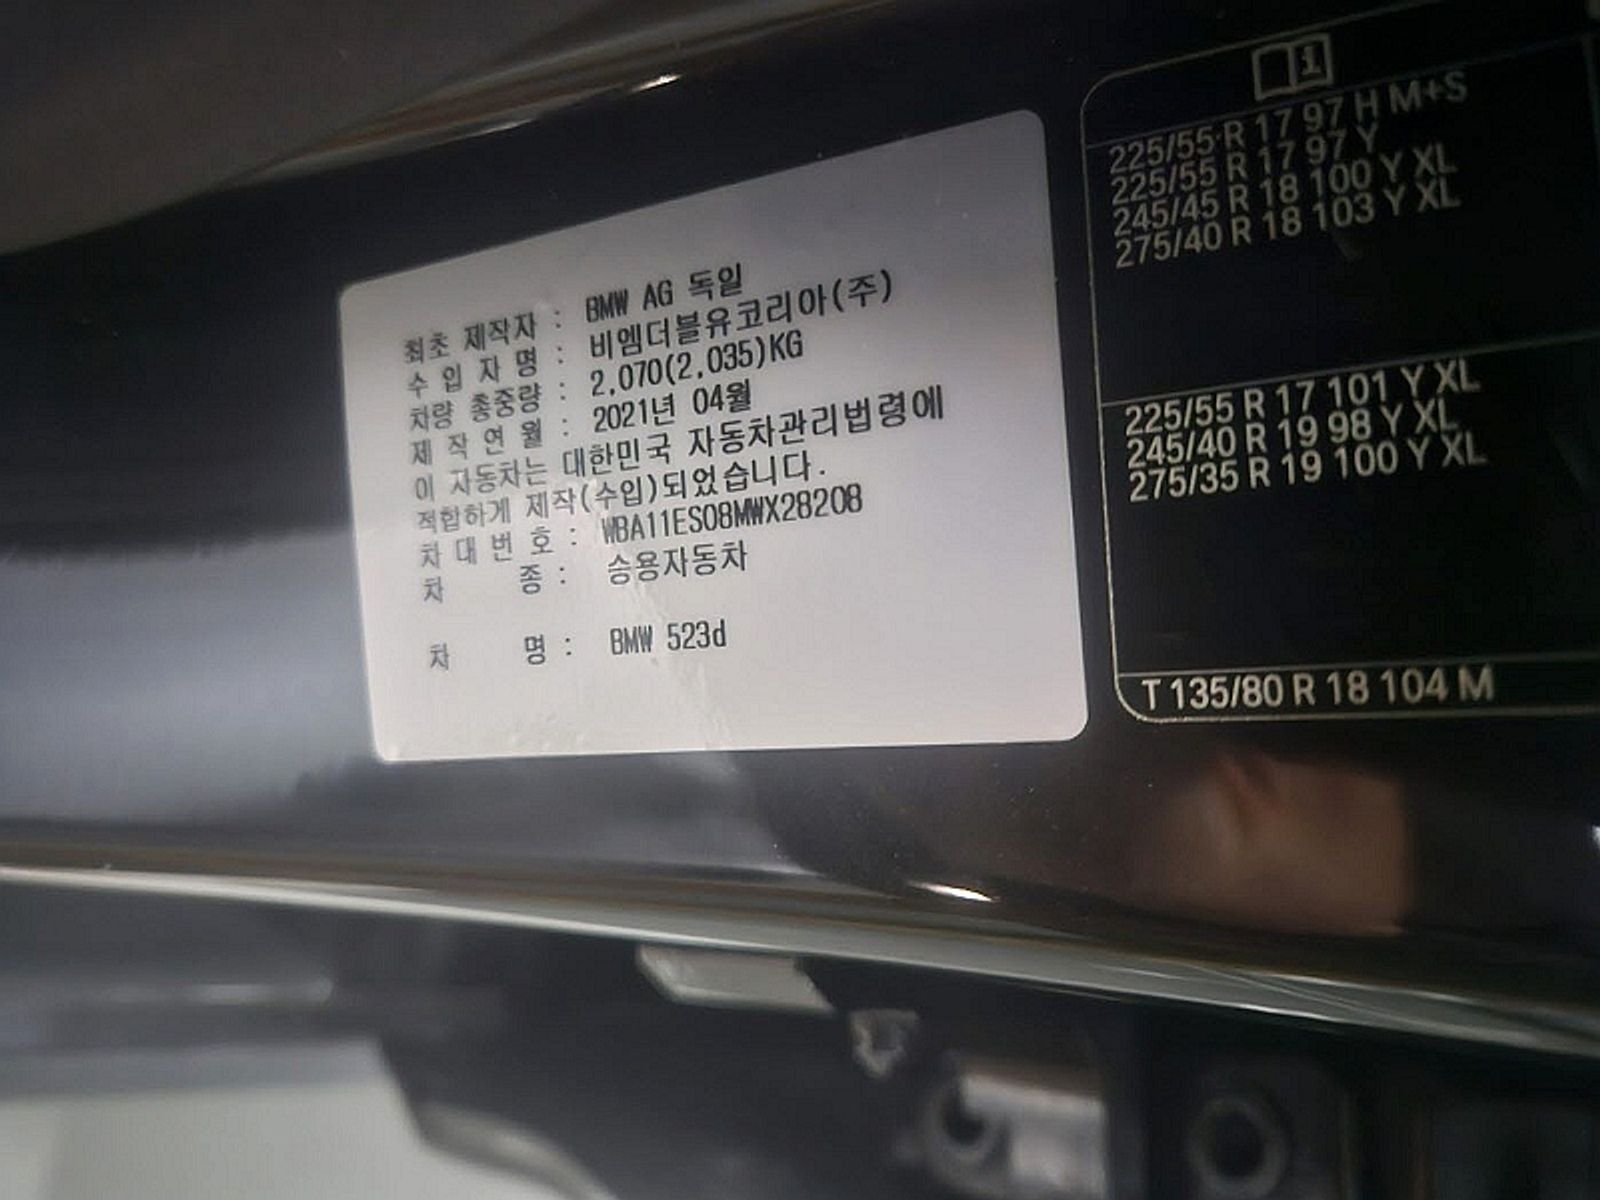 최초 제작자 : BMW AG 독일
수 입 자 명 : 비엠더블유코리아(주)
차량 총중량 : 2,070(2,035)KG
제 작 연 월 : 2021년 04월
이 자동차는 대한민국 자동차관리법령에
적합하게 제작(수입)되었습니다.
차 대 번 호 : WBA11ES08MWX28208
차 종 : 승용자동차
차 명 : BMW 523d
i
225/55 R 17 97 H M+S
225/55 R 17 97 Y
245/45 R 18 100 Y XL
275/40 R 18 103 Y XL
225/55 R 17 101 Y XL
245/40 R 19 98 Y XL
275/35 R 19 100 Y XL
T 135/80 R 18 104 M